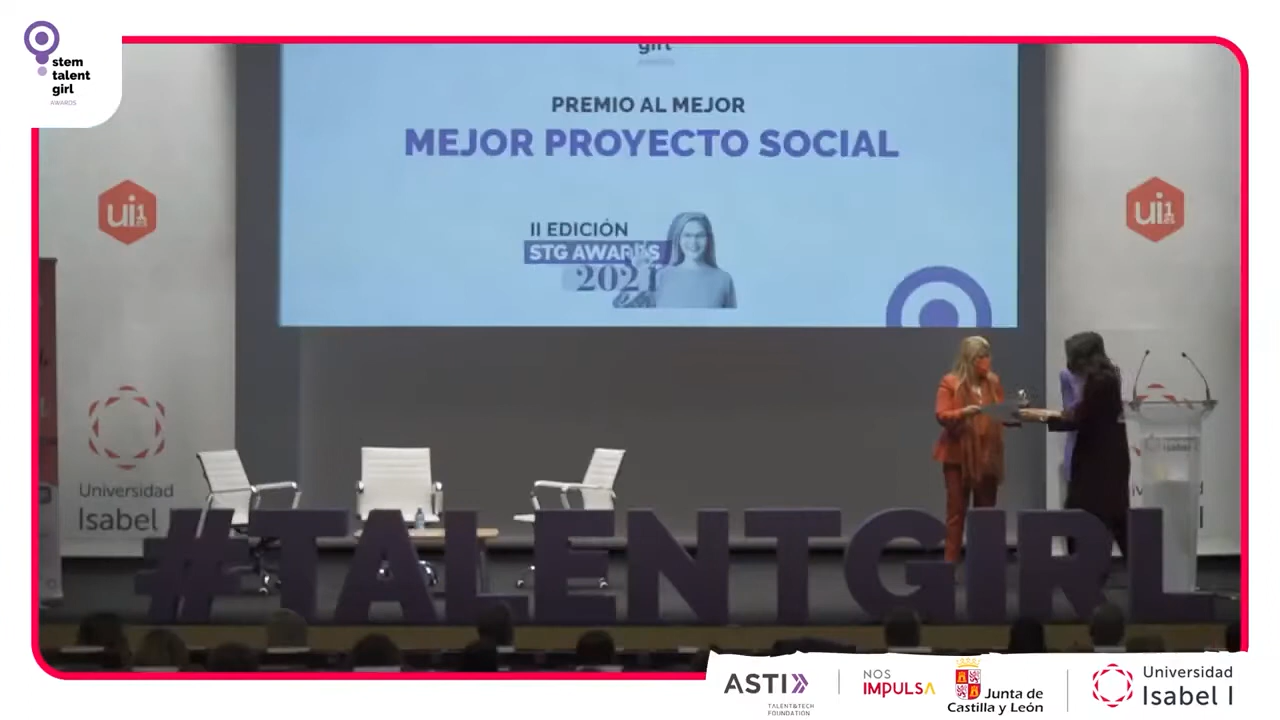 stem
talent
girl
AWARDS
girl
PREMIO AL MEJOR
MEJOR PROYECTO SOCIAL
II EDICIÓN
STG AWARDS
2021
ui1
ui1
Universidad
Isabel
Isabel I
#TALENTGIRL
ASTI
TALENT&TECH
FOUNDATION
NOS
IMPULSA
Junta de
Castilla y León
Universidad
Isabel I